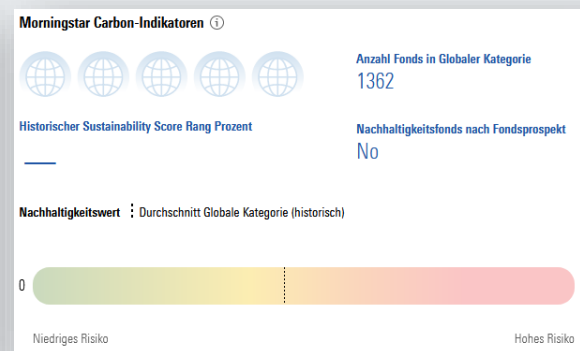 Morningstar Carbon-Indikatoren
Anzahl Fonds in Globaler Kategorie
1362
Historischer Sustainability Score Rang Prozent
—
Nachhaltigkeitsfonds nach Fondsprospekt
No
Nachhaltigkeitswert Durchschnitt Globale Kategorie (historisch)
0
Niedriges Risiko Hohes Risiko